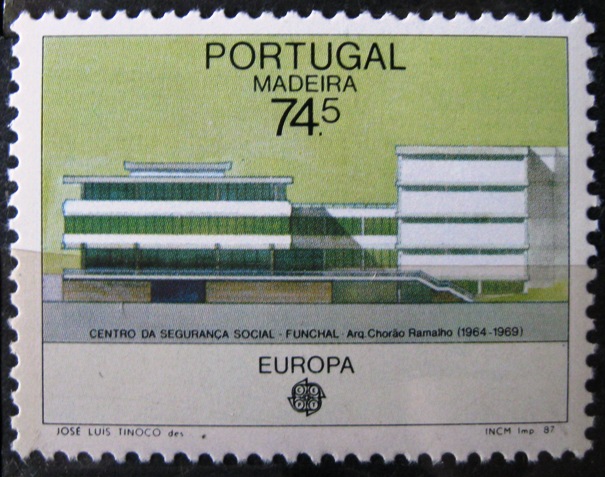 PORTUGAL
MADEIRA
74.5
CENTRO DA SEGURANÇA SOCIAL - FUNCHAL - Arq. Chorão Ramalho (1964-1969)
EUROPA
CEPT
JOSÉ LUIS TINOCO des
INCM Imp. 87